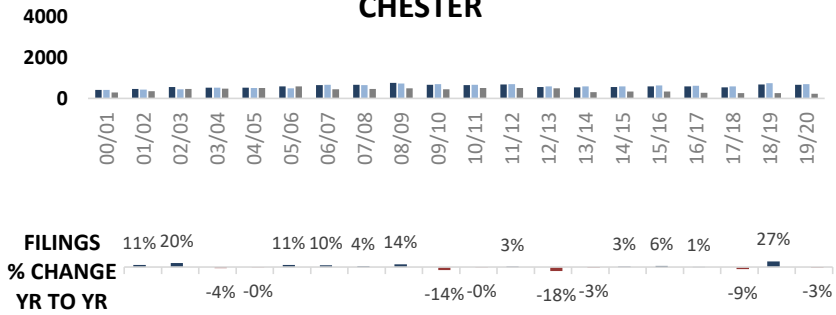 CHESTER
4000
2000
0
00/01 01/02 02/03 03/04 04/05 05/06 06/07 07/08 08/09 09/10 10/11 11/12 12/13 13/14 14/15 15/16 16/17 17/18 18/19 19/20
FILINGS
% CHANGE
YR TO YR
11% 20% -4% -0% 11% 10% 4% 14% -14% -0% 3% -18% -3% 3% 6% 1% -9% 27% -3%